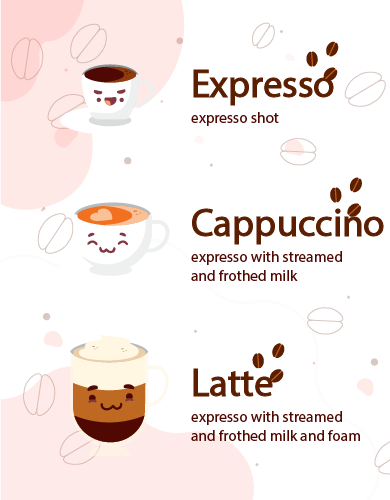 Expresso
expresso shot
Cappuccino
expresso with streamed
and frothed milk
Latte
expresso with streamed
and frothed milk and foam